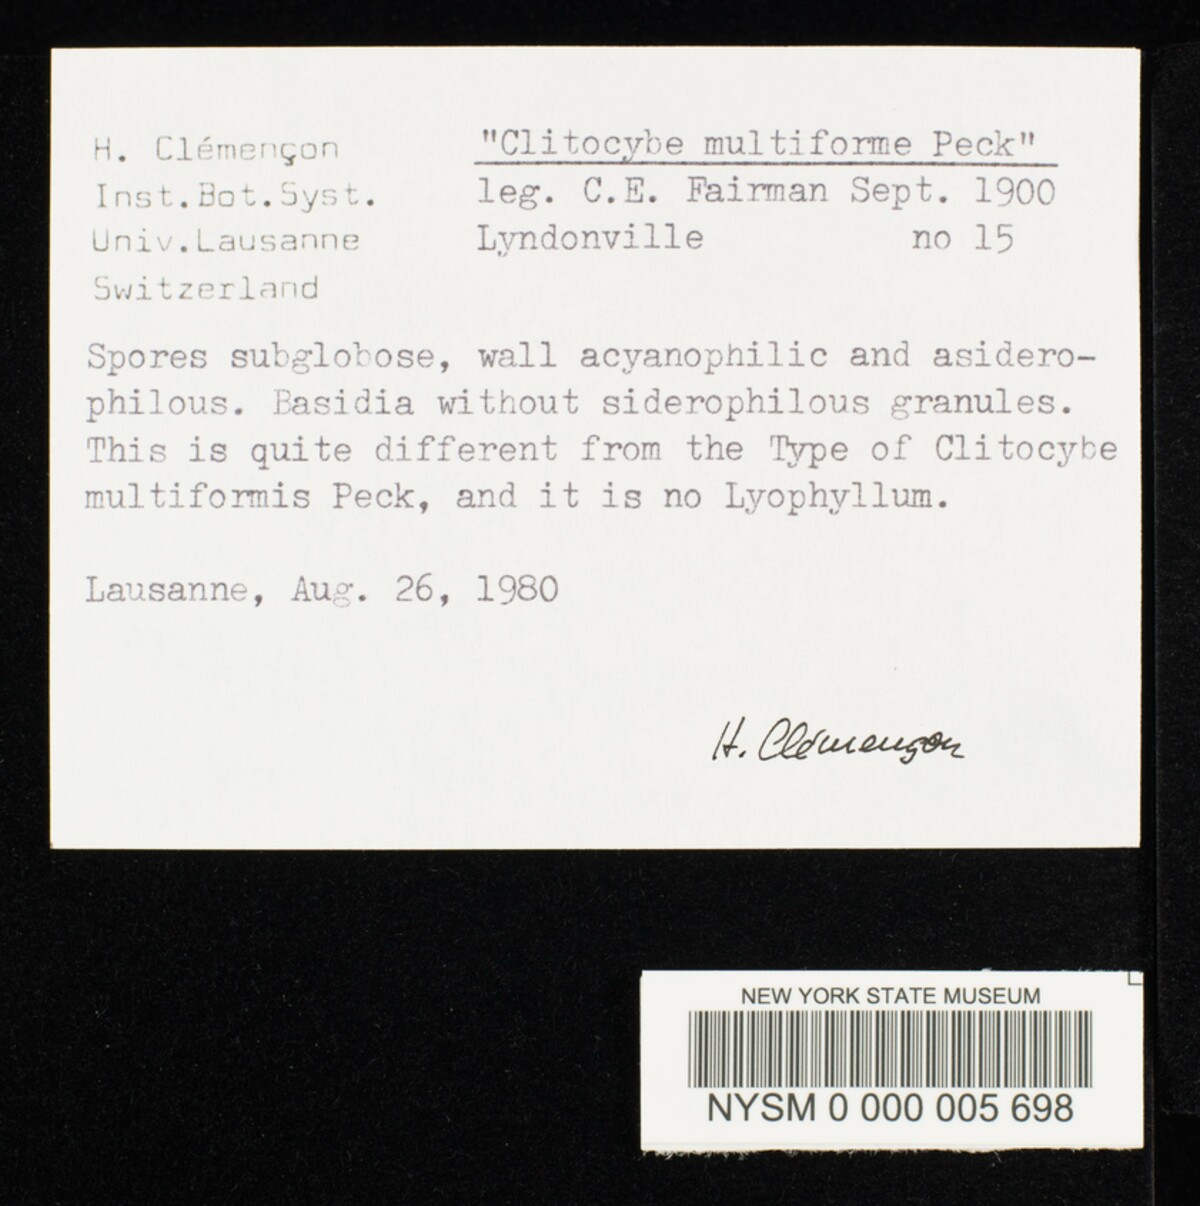 H. Clémençon
Inst.Bot.Syst.
Univ.Lausanne
Switzerland
"Clitocybe multiforme Peck"
leg. C.E. Fairman Sept. 1900
Lyndonville no 15
Spores subglobose, wall acyanophilic and asidero-
philous. Basidia without siderophilous granules.
This is quite different from the Type of Clitocybe
multiformis Peck, and it is no Lyophyllum.
Lausanne, Aug. 26, 1980
H. Clémençon
NEW YORK STATE MUSEUM
NYSM 0 000 005 698